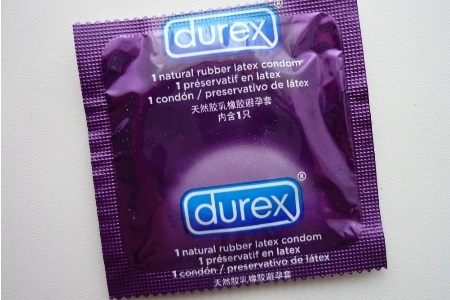 durex®
1 natural rubber latex condom
1 préservatif en latex
1 condón / preservativo de látex
天然胶乳橡胶避孕套
内含1只
durex®
1 natural rubber latex condom
1 préservatif en latex
1 condón / preservativo de látex
天然胶乳橡胶避孕套